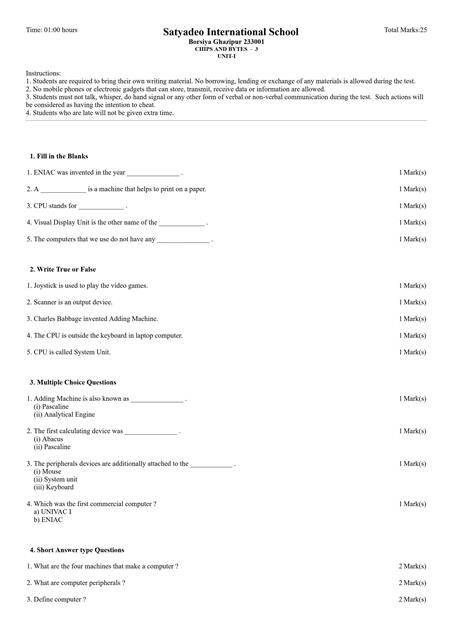 Time: 01:00 hours
Satyadeo International School
Total Marks:25
Borsiya Ghazipur 233001
CHIPS AND BYTES - 3
UNIT-I
Instructions:
1. Students are required to bring their own writing material. No borrowing, lending or exchange of any materials is allowed during the test.
2. No mobile phones or electronic gadgets that can store, transmit, receive data or information are allowed.
3. Students must not talk, whisper, do hand signal or any other form of verbal or non-verbal communication during the test. Such actions will
be considered as having the intention to cheat.
4. Students who are late will not be given extra time.
1. Fill in the Blanks
1. ENIAC was invented in the year _______________ . 1 Mark(s)
2. A _____________ is a machine that helps to print on a paper. 1 Mark(s)
3. CPU stands for _____________ . 1 Mark(s)
4. Visual Display Unit is the other name of the _____________ . 1 Mark(s)
5. The computers that we use do not have any _______________ . 1 Mark(s)
2. Write True or False
1. Joystick is used to play the video games. 1 Mark(s)
2. Scanner is an output device. 1 Mark(s)
3. Charles Babbage invented Adding Machine. 1 Mark(s)
4. The CPU is outside the keyboard in laptop computer. 1 Mark(s)
5. CPU is called System Unit. 1 Mark(s)
3. Multiple Choice Questions
1. Adding Machine is also known as _______________ . 1 Mark(s)
(i) Pascaline
(ii) Analytical Engine
2. The first calculating device was _______________ . 1 Mark(s)
(i) Abacus
(ii) Pascaline
3. The peripherals devices are additionally attached to the ____________ . 1 Mark(s)
(i) Mouse
(ii) System unit
(iii) Keyboard
4. Which was the first commercial computer ? 1 Mark(s)
a) UNIVAC I
b) ENIAC
4. Short Answer type Questions
1. What are the four machines that make a computer ? 2 Mark(s)
2. What are computer peripherals ? 2 Mark(s)
3. Define computer ? 2 Mark(s)